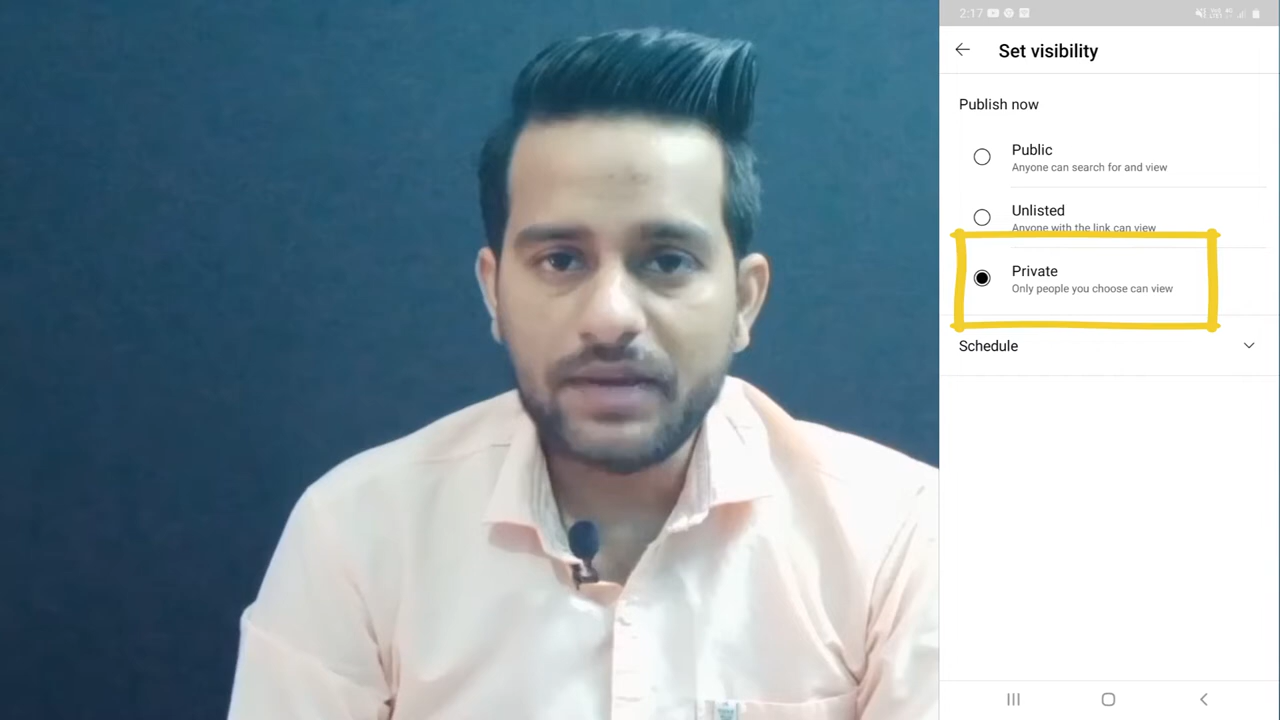 2:17
Set visibility
Publish now
Public
Anyone can search for and view
Unlisted
Anyone with the link can view
Private
Only people you choose can view
Schedule